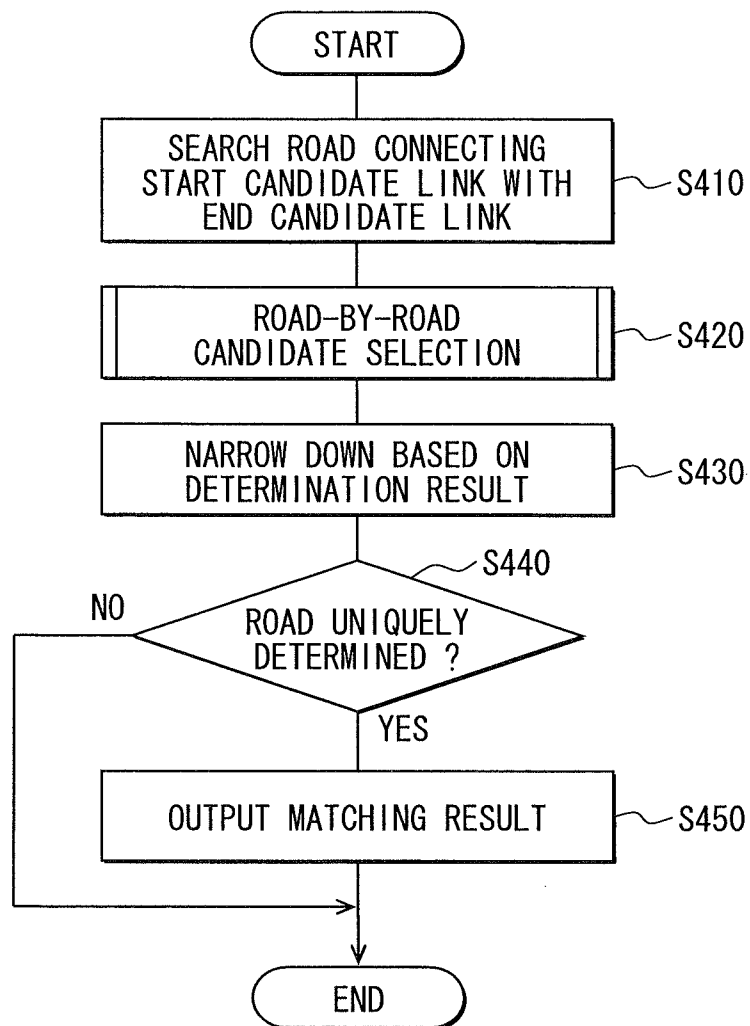 START
SEARCH ROAD CONNECTING
START CANDIDATE LINK WITH
END CANDIDATE LINK
S410
ROAD-BY-ROAD
CANDIDATE SELECTION
S420
NARROW DOWN BASED ON
DETERMINATION RESULT
S430
S440
NO
ROAD UNIQUELY
DETERMINED ?
YES
OUTPUT MATCHING RESULT
S450
END